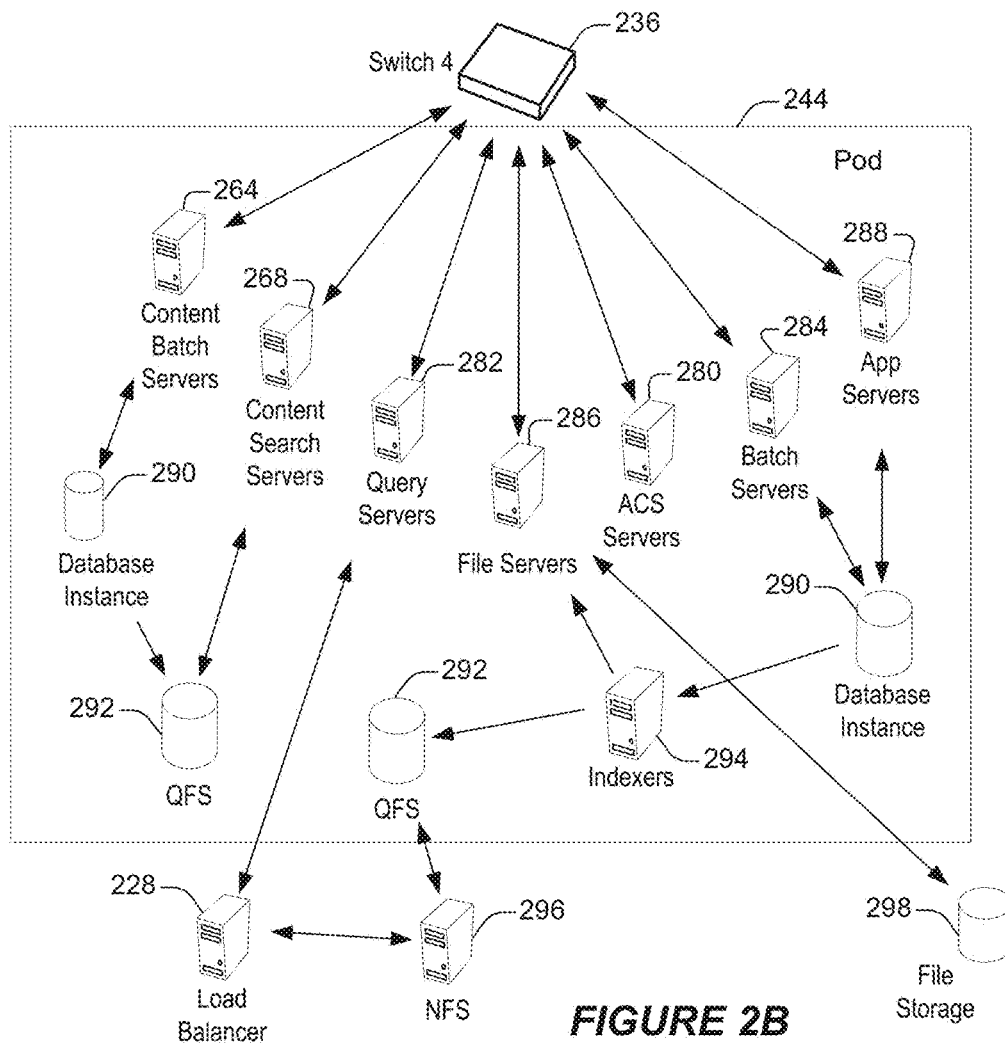 236
Switch 4
244
Pod
264
Content
Batch
Servers
268
Content
Search
Servers
282
Query
Servers
286
File Servers
280
ACS
Servers
284
Batch
Servers
288
App
Servers
290
Database
Instance
290
Database
Instance
292
QFS
292
QFS
Indexers
294
228
Load
Balancer
296
NFS
298
File
Storage
FIGURE 2B